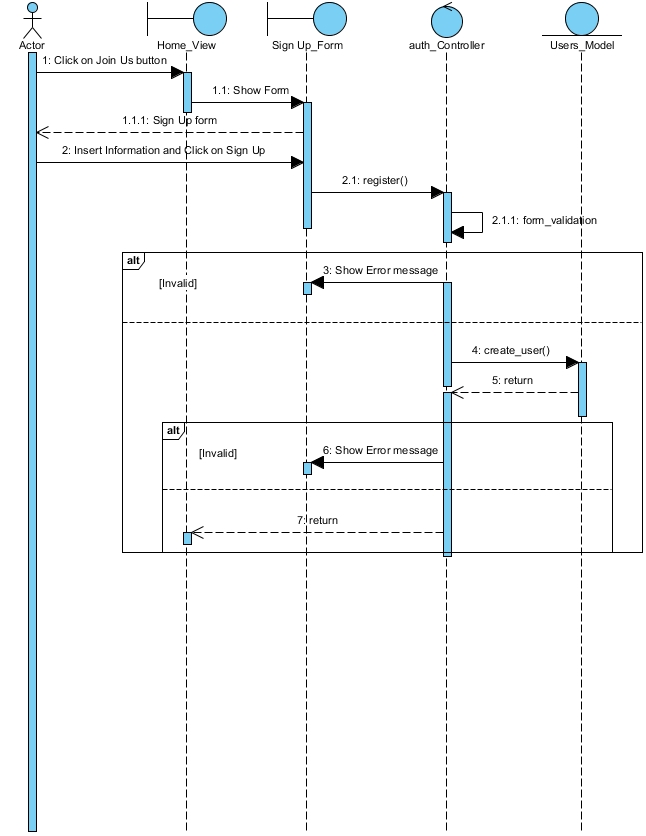 Actor
Home_View
Sign Up_Form
auth_Controller
Users_Model
1: Click on Join Us button
1.1: Show Form
1.1.1: Sign Up form
2: Insert Information and Click on Sign Up
2.1: register()
2.1.1: form_validation
alt
3: Show Error message
[Invalid]
4: create_user()
5: return
alt
6: Show Error message
[Invalid]
7: return